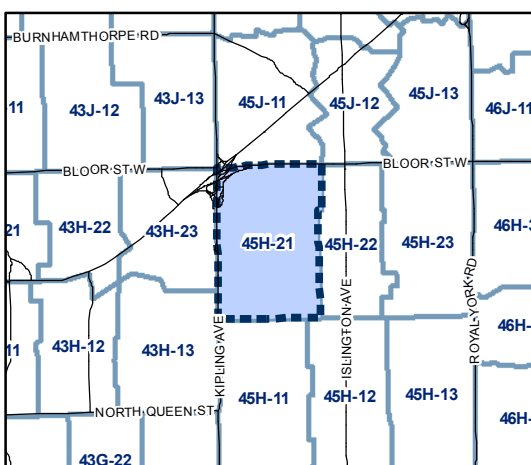 BURNHAMTHORPE RD
11
43J-12
43J-13
45J-11
45J-12
45J-13
46J-11
BLOOR ST W
BLOOR ST W
21
43H-22
43H-23
45H-21
45H-22
45H-23
46H-3
KIPLING AVE
ISLINGTON AVE
ROYAL YORK RD
11
43H-12
43H-13
45H-11
45H-12
45H-13
46H-
NORTH QUEEN ST
46H-
43G-22